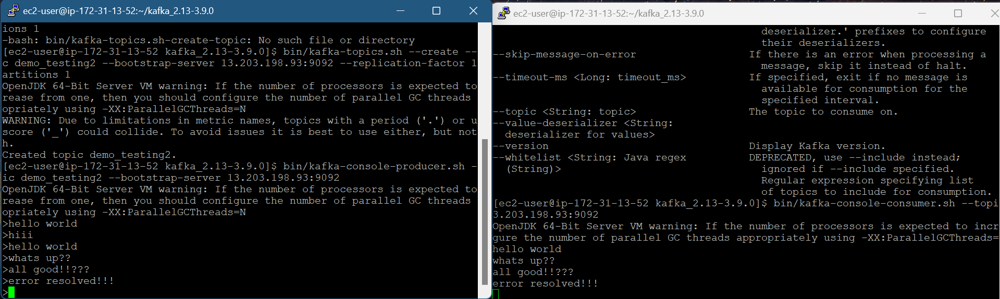 ec2-user@ip-172-31-13-52:~/kafka_2.13-3.9.0
ions 1
-bash: bin/kafka-topics.sh-create-topic: No such file or directory
[ec2-user@ip-172-31-13-52 kafka_2.13-3.9.0]$ bin/kafka-topics.sh --create --
c demo_testing2 --bootstrap-server 13.203.198.93:9092 --replication-factor 1
artitions 1
OpenJDK 64-Bit Server VM warning: If the number of processors is expected to
rease from one, then you should configure the number of parallel GC threads
opriately using -XX:ParallelGCThreads=N
WARNING: Due to limitations in metric names, topics with a period ('.') or u
score ('_') could collide. To avoid issues it is best to use either, but not
h.
Created topic demo_testing2.
[ec2-user@ip-172-31-13-52 kafka_2.13-3.9.0]$ bin/kafka-console-producer.sh -
ic demo_testing2 --bootstrap-server 13.203.198.93:9092
OpenJDK 64-Bit Server VM warning: If the number of processors is expected to
rease from one, then you should configure the number of parallel GC threads
opriately using -XX:ParallelGCThreads=N
>hello world
>hiii
>hello world
>whats up??
>all good!!???
>error resolved!!!
>
ec2-user@ip-172-31-13-52:~/kafka_2.13-3.9.0
deserializer.' prefixes to configure
their deserializers.
--skip-message-on-error If there is an error when processing a
message, skip it instead of halt.
--timeout-ms <Long: timeout_ms> If specified, exit if no message is
available for consumption for the
specified interval.
--topic <String: topic> The topic to consume on.
--value-deserializer <String:
deserializer for values>
--version Display Kafka version.
--whitelist <String: Java regex DEPRECATED, use --include instead;
(String)> ignored if --include specified.
Regular expression specifying list
of topics to include for consumption.
[ec2-user@ip-172-31-13-52 kafka_2.13-3.9.0]$ bin/kafka-console-consumer.sh --topi
3.203.198.93:9092
OpenJDK 64-Bit Server VM warning: If the number of processors is expected to incr
gure the number of parallel GC threads appropriately using -XX:ParallelGCThreads=
hello world
whats up??
all good!!???
error resolved!!!